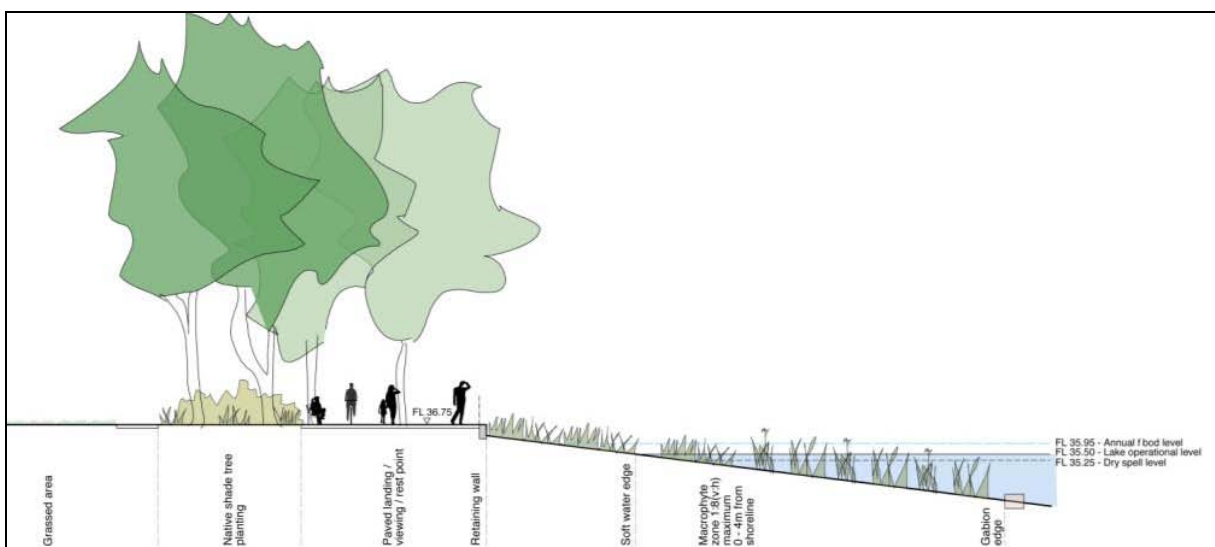 FL 36.75
FL 35.95 - Annual f bod level
FL 35.50 - Lake operational level
FL 35.25 - Dry spell level
Grassed area
Native shade tree
planting
Paved landing /
viewing / rest point
Retaining wall
Soft water edge
Macrophyte
zone 1:8(v:h)
maximum
0 - 4m from
shoreline
Gabion
edge